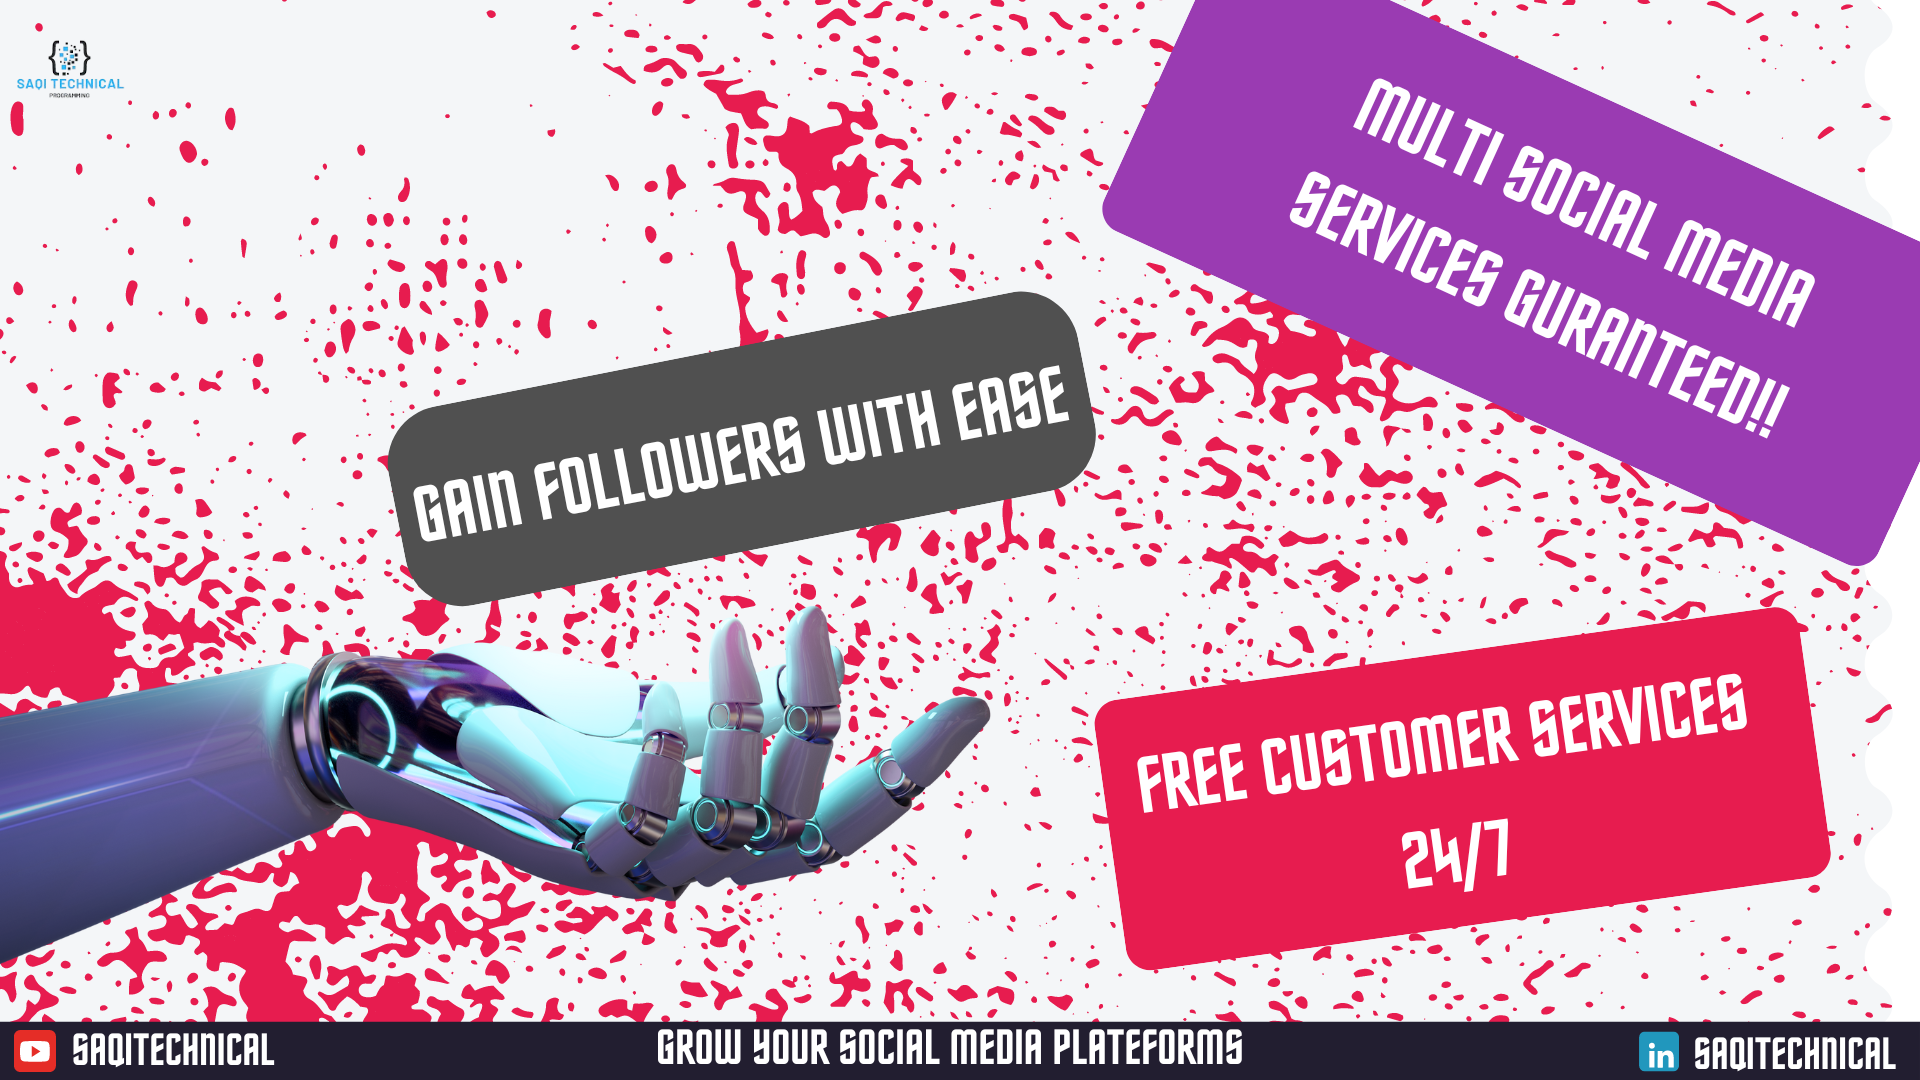 SAQI TECHNICAL
PROGRAMMING
MULTI SOCIAL MEDIA
SERVICES GURANTEED!!
GAIN FOLLOWERS WITH EASE
FREE CUSTOMER SERVICES
24/7
SAQITECHNICAL
GROW YOUR SOCIAL MEDIA PLATEFORMS
in SAQITECHNICAL